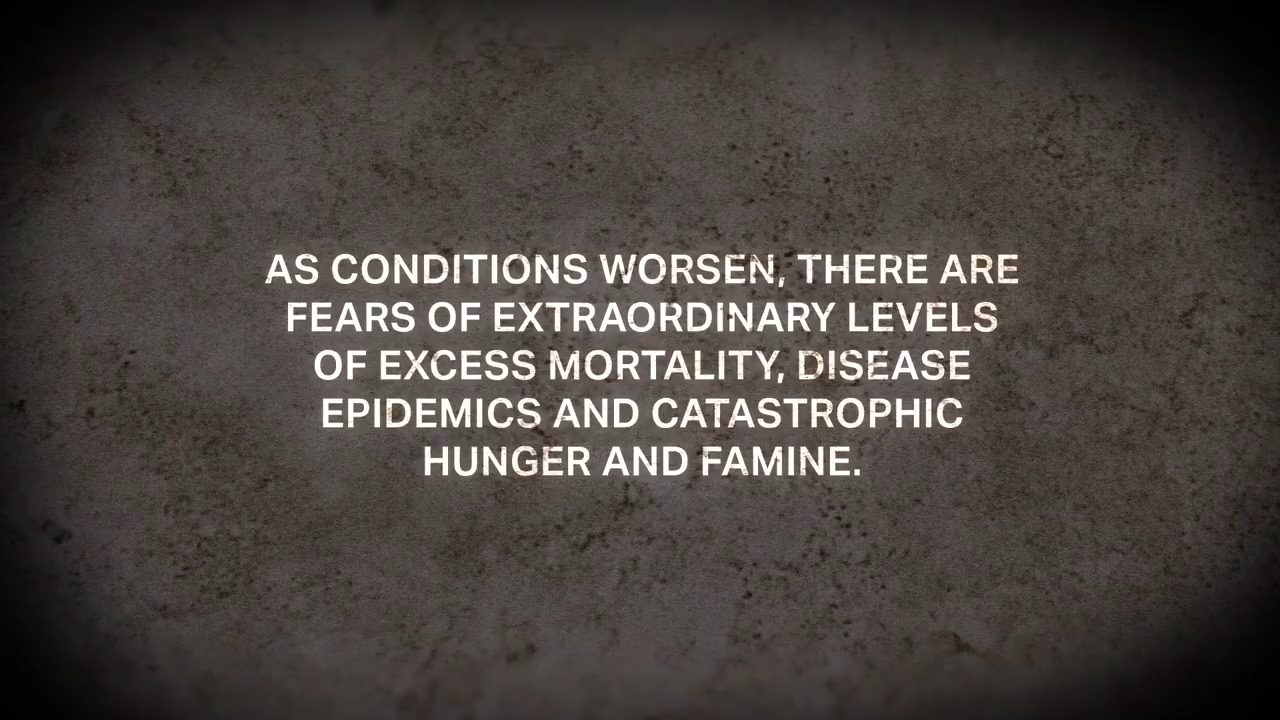 AS CONDITIONS WORSEN, THERE ARE
FEARS OF EXTRAORDINARY LEVELS
OF EXCESS MORTALITY, DISEASE
EPIDEMICS AND CATASTROPHIC
HUNGER AND FAMINE.